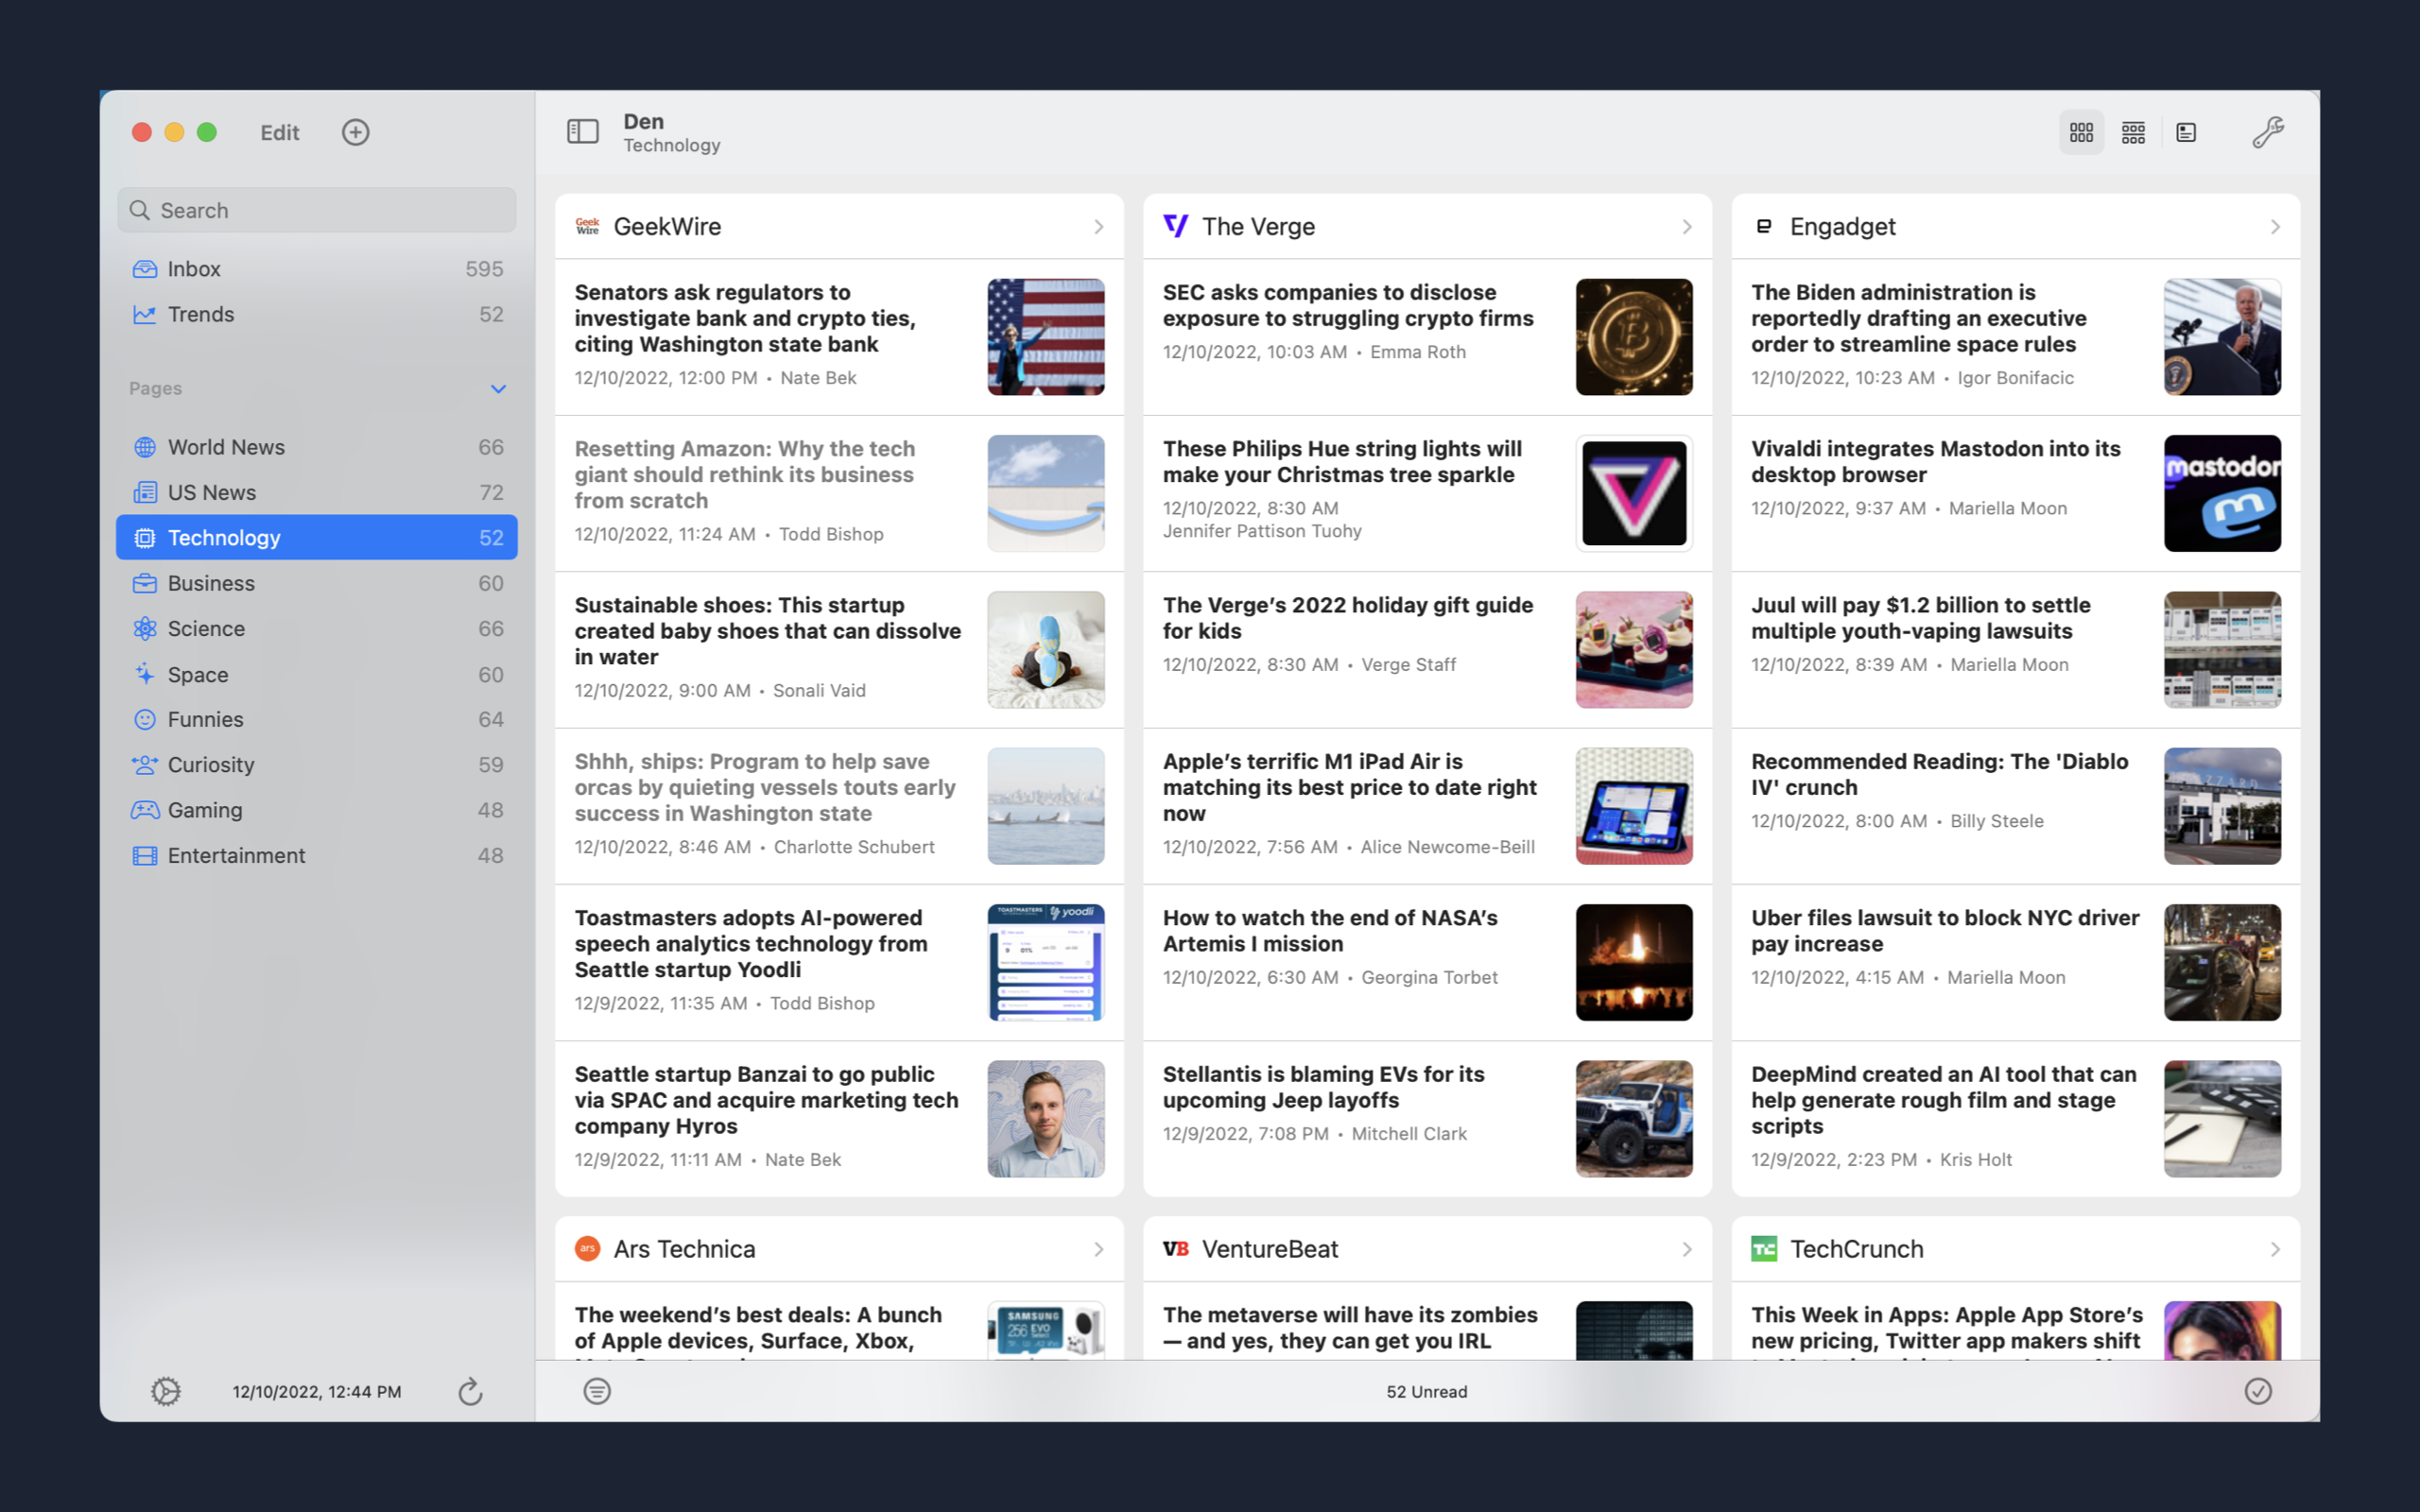 Edit
Den
Technology
Search
Inbox 595
Trends 52
Pages
World News 66
US News 72
Technology 52
Business 60
Science 66
Space 60
Funnies 64
Curiosity 59
Gaming 48
Entertainment 48
12/10/2022, 12:44 PM
Geek
Wire
GeekWire
Senators ask regulators to
investigate bank and crypto ties,
citing Washington state bank
12/10/2022, 12:00 PM • Nate Bek
Resetting Amazon: Why the tech
giant should rethink its business
from scratch
12/10/2022, 11:24 AM • Todd Bishop
Sustainable shoes: This startup
created baby shoes that can dissolve
in water
12/10/2022, 9:00 AM • Sonali Vaid
Shhh, ships: Program to help save
orcas by quieting vessels touts early
success in Washington state
12/10/2022, 8:46 AM • Charlotte Schubert
Toastmasters adopts AI-powered
speech analytics technology from
Seattle startup Yoodli
12/9/2022, 11:35 AM • Todd Bishop
TOASTMASTERS yoodli
Seattle startup Banzai to go public
via SPAC and acquire marketing tech
company Hyros
12/9/2022, 11:11 AM • Nate Bek
The Verge
SEC asks companies to disclose
exposure to struggling crypto firms
12/10/2022, 10:03 AM • Emma Roth
These Philips Hue string lights will
make your Christmas tree sparkle
12/10/2022, 8:30 AM
Jennifer Pattison Tuohy
The Verge’s 2022 holiday gift guide
for kids
12/10/2022, 8:30 AM • Verge Staff
Apple’s terrific M1 iPad Air is
matching its best price to date right
now
12/10/2022, 7:56 AM • Alice Newcome-Beill
How to watch the end of NASA’s
Artemis I mission
12/10/2022, 6:30 AM • Georgina Torbet
Stellantis is blaming EVs for its
upcoming Jeep layoffs
12/9/2022, 7:08 PM • Mitchell Clark
e Engadget
The Biden administration is
reportedly drafting an executive
order to streamline space rules
12/10/2022, 10:23 AM • Igor Bonifacic
Vivaldi integrates Mastodon into its
desktop browser
12/10/2022, 9:37 AM • Mariella Moon
mastodon
m
Juul will pay $1.2 billion to settle
multiple youth-vaping lawsuits
12/10/2022, 8:39 AM • Mariella Moon
Recommended Reading: The 'Diablo
IV' crunch
12/10/2022, 8:00 AM • Billy Steele
Uber files lawsuit to block NYC driver
pay increase
12/10/2022, 4:15 AM • Mariella Moon
DeepMind created an AI tool that can
help generate rough film and stage
scripts
12/9/2022, 2:23 PM • Kris Holt
ars Ars Technica
The weekend’s best deals: A bunch
of Apple devices, Surface, Xbox,
SAMSUNG
256 EVO
Select
VB VentureBeat
The metaverse will have its zombies
— and yes, they can get you IRL
TC TechCrunch
This Week in Apps: Apple App Store’s
new pricing, Twitter app makers shift
52 Unread